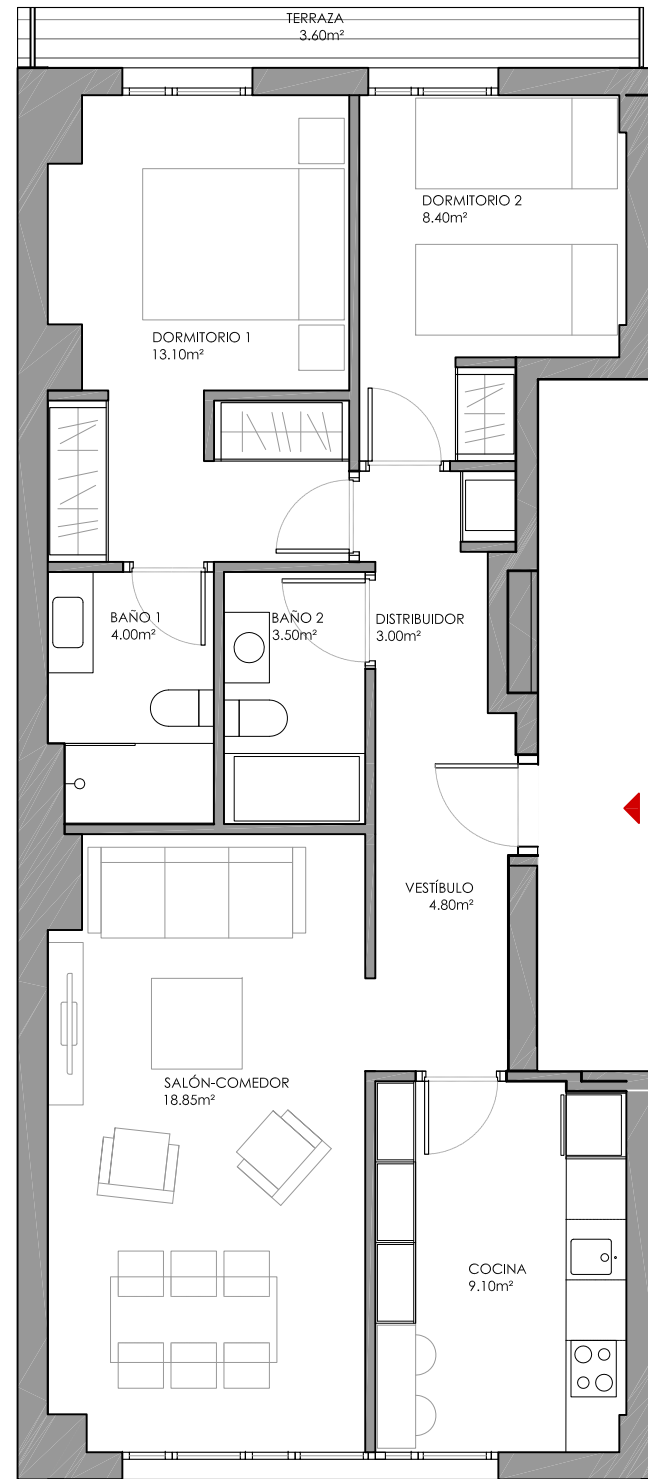 TERRAZA
3.60m²
DORMITORIO 2
8.40m²
DORMITORIO 1
13.10m²
BAÑO 1
4.00m²
BAÑO 2
3.50m²
DISTRIBUIDOR
3.00m²
VESTÍBULO
4.80m²
SALÓN-COMEDOR
18.85m²
COCINA
9.10m²